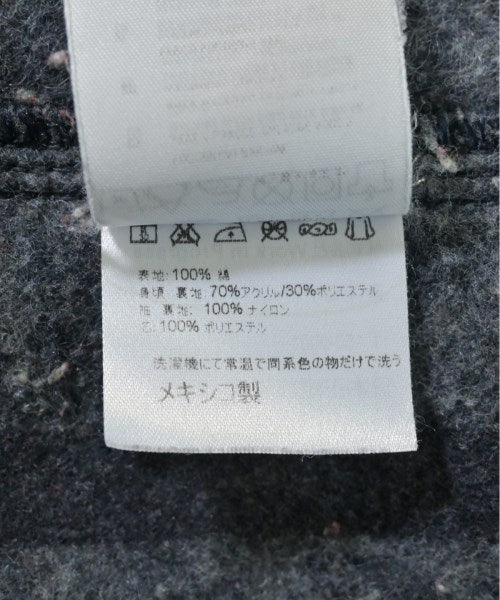 表地: 100% 綿
身頃 裏地: 70%アクリル/30%ポリエステル
袖 裏地: 100% ナイロン
芯:100% ポリエステル
洗濯機にて常温で同系色の物だけで洗う
メキシコ製